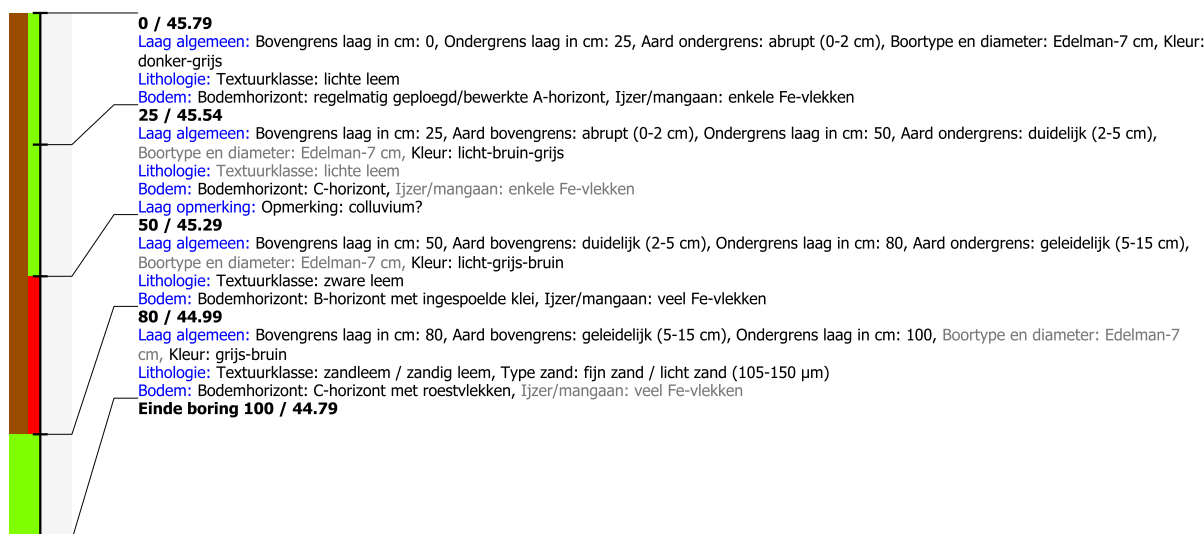 0 / 45.79
Laag algemeen: Bovengrens laag in cm: 0, Ondergrens laag in cm: 25, Aard ondergrens: abrupt (0-2 cm), Boortype en diameter: Edelman-7 cm, Kleur:
donker-grijs
Lithologie: Textuurklasse: lichte leem
Bodem: Bodemhorizont: regelmatig geploegd/bewerkte A-horizont, Ijzer/mangaan: enkele Fe-vlekken
25 / 45.54
Laag algemeen: Bovengrens laag in cm: 25, Aard bovengrens: abrupt (0-2 cm), Ondergrens laag in cm: 50, Aard ondergrens: duidelijk (2-5 cm),
Boortype en diameter: Edelman-7 cm, Kleur: licht-bruin-grijs
Lithologie: Textuurklasse: lichte leem
Bodem: Bodemhorizont: C-horizont, Ijzer/mangaan: enkele Fe-vlekken
Laag opmerking: Opmerking: colluvium?
50 / 45.29
Laag algemeen: Bovengrens laag in cm: 50, Aard bovengrens: duidelijk (2-5 cm), Ondergrens laag in cm: 80, Aard ondergrens: geleidelijk (5-15 cm),
Boortype en diameter: Edelman-7 cm, Kleur: licht-grijs-bruin
Lithologie: Textuurklasse: zware leem
Bodem: Bodemhorizont: B-horizont met ingespoelde klei, Ijzer/mangaan: veel Fe-vlekken
80 / 44.99
Laag algemeen: Bovengrens laag in cm: 80, Aard bovengrens: geleidelijk (5-15 cm), Ondergrens laag in cm: 100, Boortype en diameter: Edelman-7
cm, Kleur: grijs-bruin
Lithologie: Textuurklasse: zandleem / zandig leem, Type zand: fijn zand / licht zand (105-150 µm)
Bodem: Bodemhorizont: C-horizont met roestvlekken, Ijzer/mangaan: veel Fe-vlekken
Einde boring 100 / 44.79